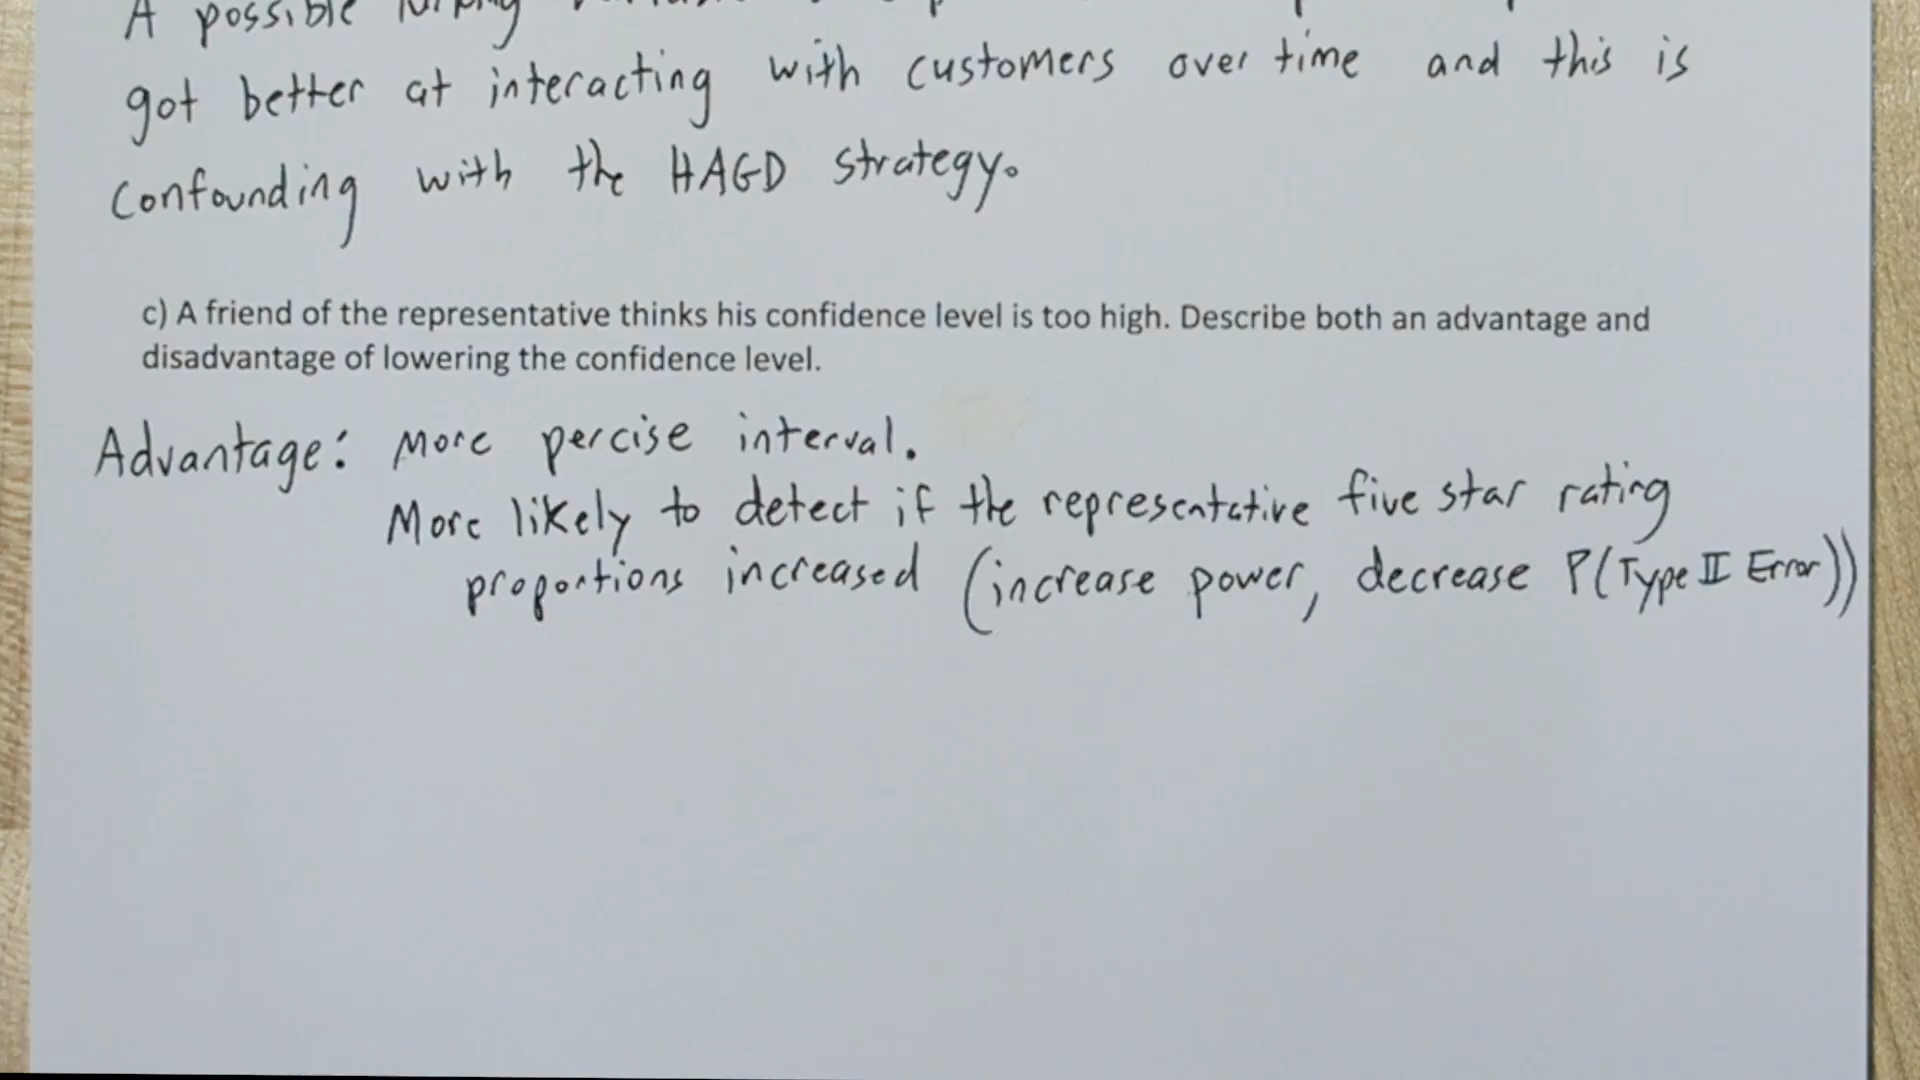 A possible
got better at interacting with customers over time and this is
confounding with the HAGD strategy.
c) A friend of the representative thinks his confidence level is too high. Describe both an advantage and
disadvantage of lowering the confidence level.
Advantage: More percise interval.
More likely to detect if the representative five star rating
proportions increased (increase power, decrease P(Type II Error))